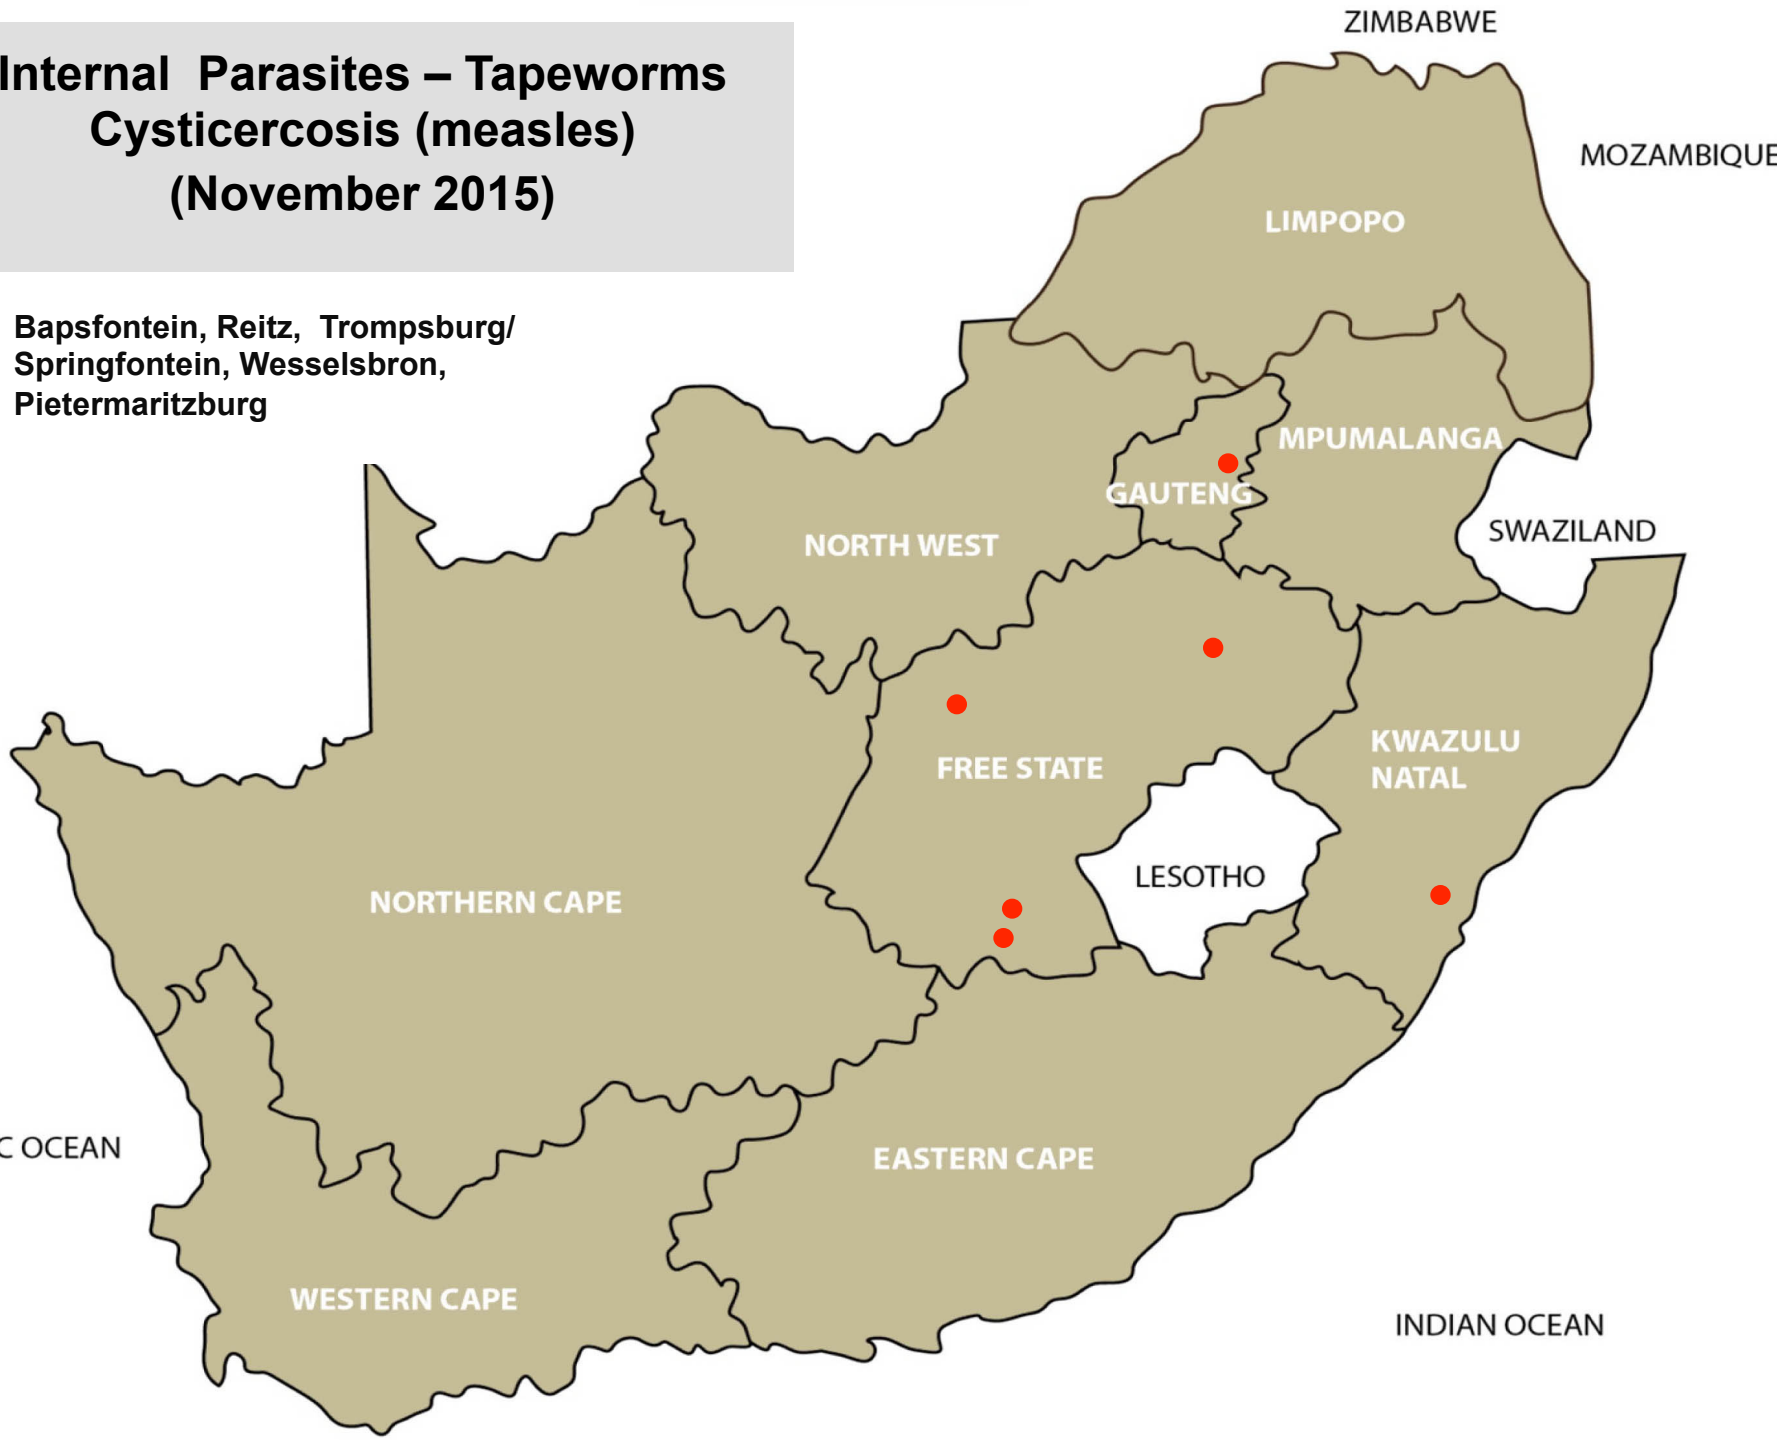 Internal Parasites – Tapeworms
Cysticercosis (measles)
(November 2015)
Bapsfontein, Reitz, Trompsburg/
Springfontein, Wesselsbron,
Pietermaritzburg
ZIMBABWE
MOZAMBIQUE
LIMPOPO
MPUMALANGA
GAUTENG
SWAZILAND
NORTH WEST
KWAZULU
NATAL
FREE STATE
LESOTHO
NORTHERN CAPE
C OCEAN
EASTERN CAPE
WESTERN CAPE
INDIAN OCEAN